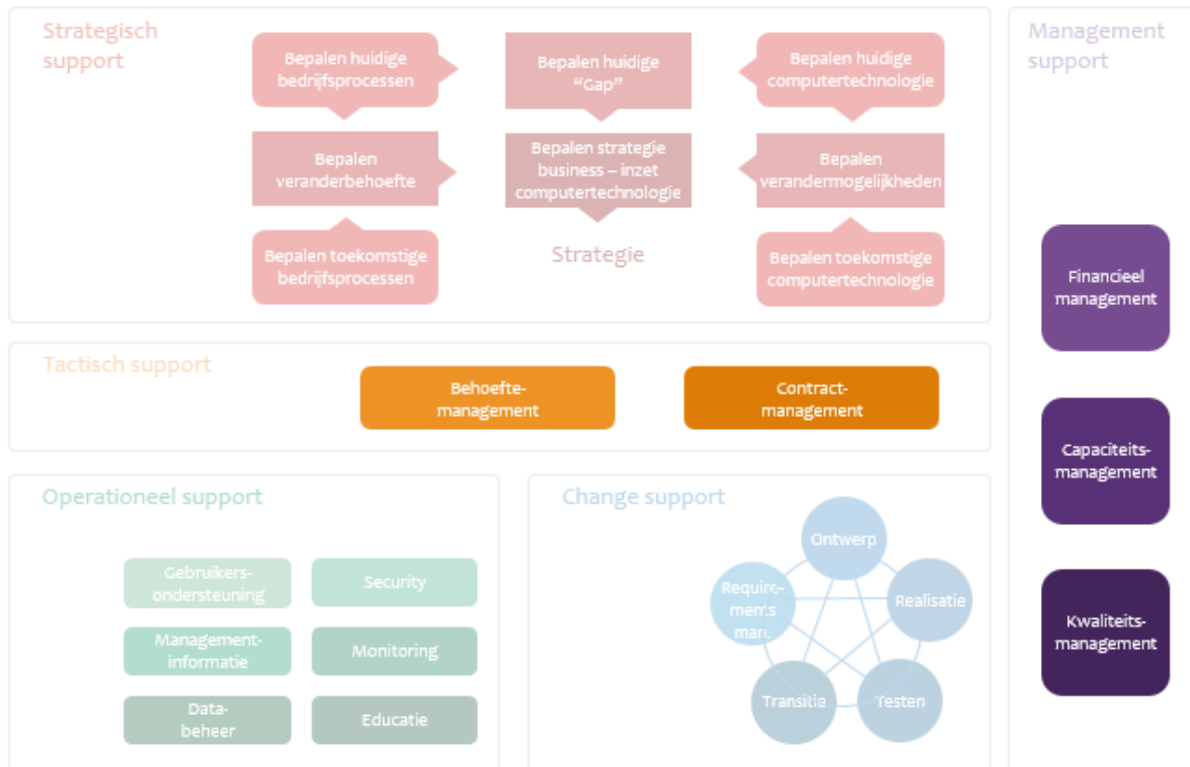 Strategisch
support
Bepalen huidige
bedrijfsprocessen
Bepalen huidige
“Gap”
Bepalen huidige
computertechnologie
Bepalen
veranderbehoefte
Bepalen strategie
business – inzet
computertechnologie
Bepalen
verandermogelijkheden
Bepalen toekomstige
bedrijfsprocessen
Strategie
Bepalen toekomstige
computertechnologie
Management
support
Financieel
management
Capaciteits-
management
Kwaliteits-
management
Tactisch support
Behoefte-
management
Contract-
management
Operationeel support
Gebruikers-
ondersteuning
Security
Management-
informatie
Monitoring
Data-
beheer
Educatie
Change support
Ontwerp
Require-
ments
man.
Realisatie
Transitie
Testen